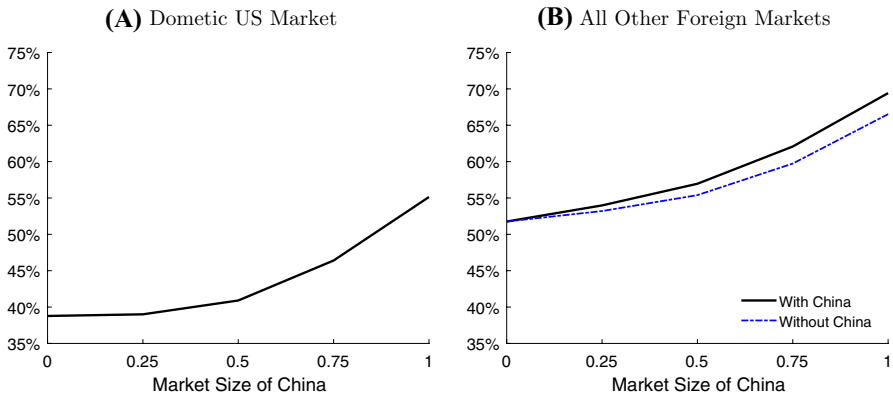 (A) Dometic US Market
75%
70%
65%
60%
55%
50%
45%
40%
35%
0 0.25 0.5 0.75 1
Market Size of China
(B) All Other Foreign Markets
75%
70%
65%
60%
55%
50%
45%
40%
35%
With China
Without China
0 0.25 0.5 0.75 1
Market Size of China